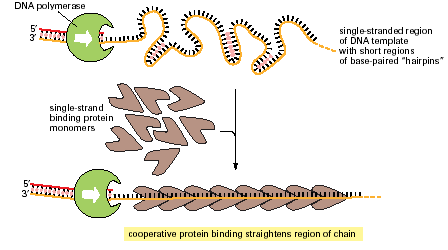 DNA polymerase
5′
3′
single-stranded region
of DNA template
with short regions
of base-paired “hairpins”
single-strand
binding protein
monomers
5′
3′
cooperative protein binding straightens region of chain